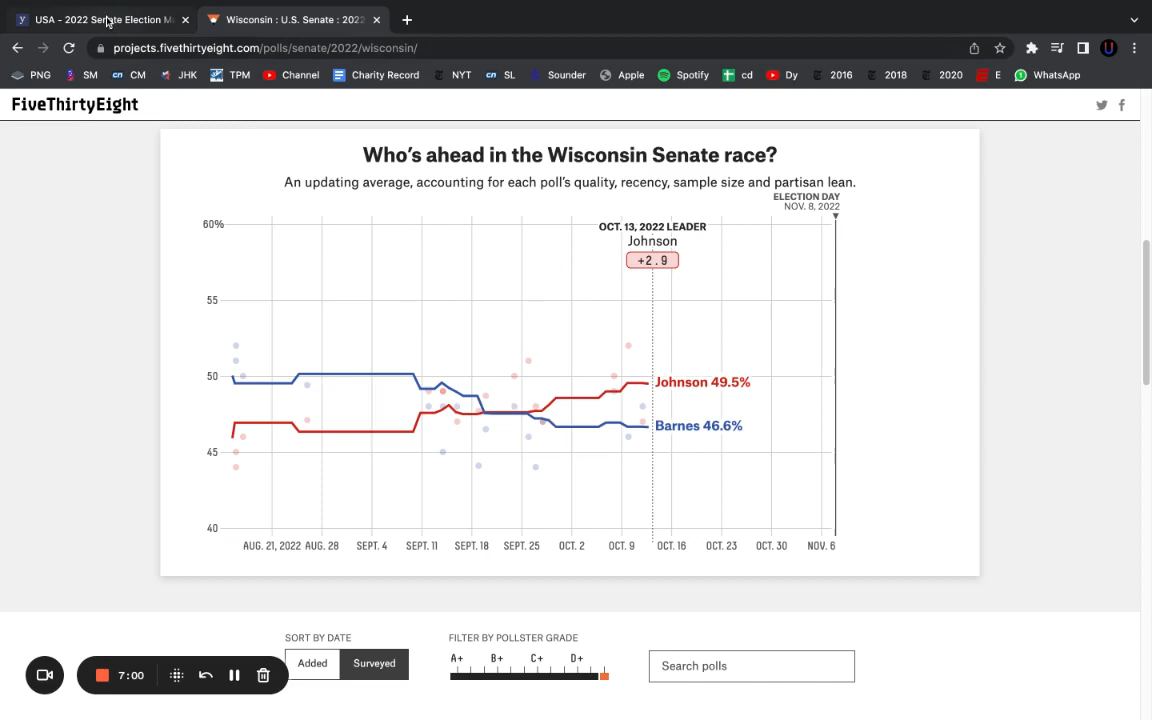 USA - 2022 Senate Election M
Wisconsin : U.S. Senate : 2022
projects.fivethirtyeight.com/polls/senate/2022/wisconsin/
PNG SM CM JHK TPM Channel Charity Record NYT SL Sounder Apple Spotify cd Dy 2016 2018 2020 E WhatsApp
FiveThirtyEight
Who's ahead in the Wisconsin Senate race?
An updating average, accounting for each poll's quality, recency, sample size and partisan lean.
ELECTION DAY
NOV. 8, 2022
60%
OCT. 13, 2022 LEADER
Johnson
+2.9
55
50
Johnson 49.5%
Barnes 46.6%
45
40
AUG. 21, 2022 AUG. 28 SEPT. 4 SEPT. 11 SEPT. 18 SEPT. 25 OCT. 2 OCT. 9 OCT. 16 OCT. 23 OCT. 30 NOV. 6
SORT BY DATE
Added Surveyed
FILTER BY POLLSTER GRADE
A+ B+ C+ D+
Search polls
7:00